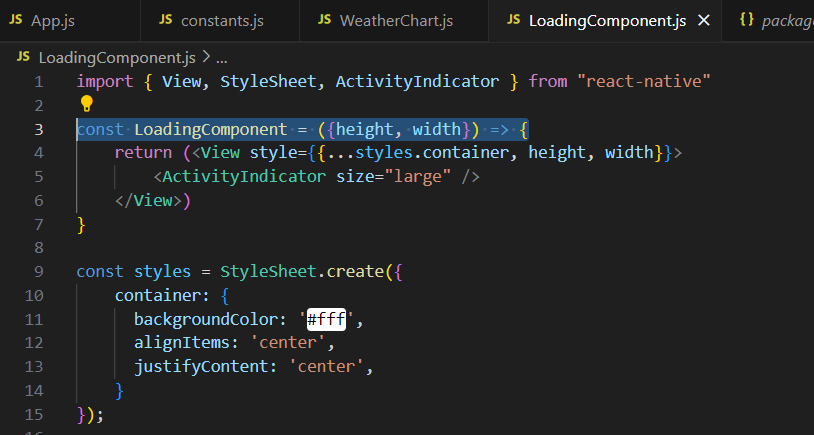 JS App.js JS constants.js JS WeatherChart.js JS LoadingComponent.js × {} package
JS LoadingComponent.js > ...
1 import { View, StyleSheet, ActivityIndicator } from "react-native"
2
3 const LoadingComponent = ({height, width}) => {
4 return (<View style={{...styles.container, height, width}}>
5 <ActivityIndicator size="large" />
6 </View>)
7 }
8
9 const styles = StyleSheet.create({
10 container: {
11 backgroundColor: '#fff',
12 alignItems: 'center',
13 justifyContent: 'center',
14 }
15 });